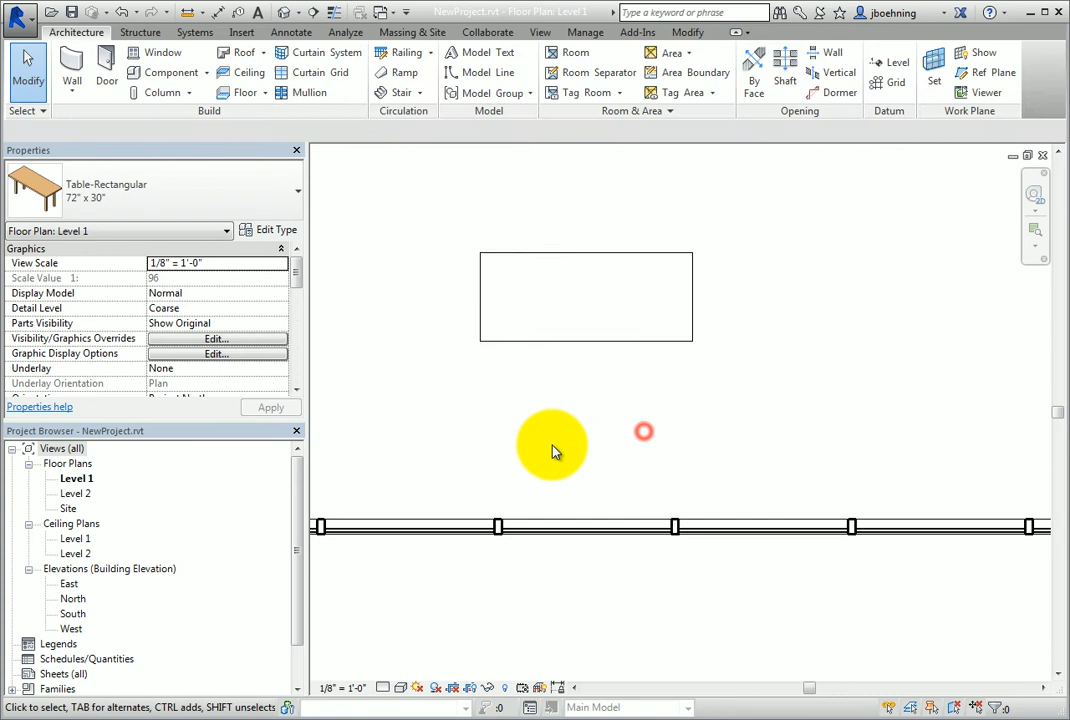 NewProject.rvt - Floor Plan: Level 1
Type a keyword or phrase
jboehning
Architecture Structure Systems Insert Annotate Analyze Massing & Site Collaborate View Manage Add-Ins Modify
Modify
Wall
Door
Window
Component
Column
Roof
Ceiling
Floor
Curtain System
Curtain Grid
Mullion
Railing
Ramp
Stair
Model Text
Model Line
Model Group
Room
Room Separator
Tag Room
Area
Area Boundary
Tag Area
By Face
Shaft
Wall
Vertical
Dormer
Level
Grid
Set
Show
Ref Plane
Viewer
Select Build Circulation Model Room & Area Opening Datum Work Plane
Properties
Table-Rectangular
72" x 30"
Floor Plan: Level 1 Edit Type
Graphics
View Scale 1/8" = 1'-0"
Scale Value 1: 96
Display Model Normal
Detail Level Coarse
Parts Visibility Show Original
Visibility/Graphics Overrides Edit...
Graphic Display Options Edit...
Underlay None
Underlay Orientation Plan
Properties help Apply
Project Browser - NewProject.rvt
Views (all)
Floor Plans
Level 1
Level 2
Site
Ceiling Plans
Level 1
Level 2
Elevations (Building Elevation)
East
North
South
West
Legends
Schedules/Quantities
Sheets (all)
Families
2D
1/8" = 1'-0"
Click to select, TAB for alternates, CTRL adds, SHIFT unselects
:0
Main Model
:0